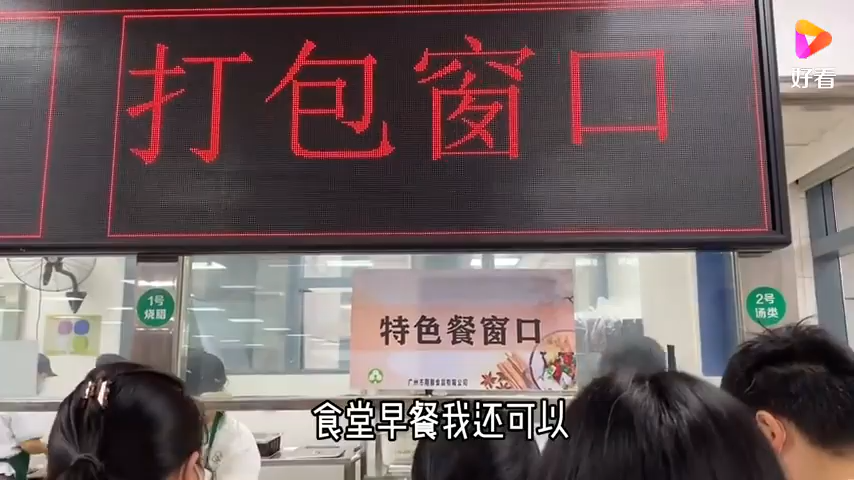 打包窗口
好看
1号
烧腊
2号
汤类
特色餐窗口
食堂早餐我还可以